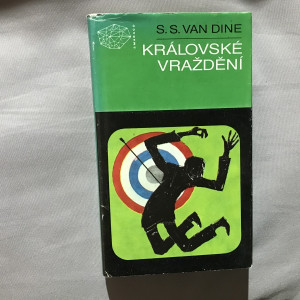 S. S. VAN DINE
KRÁLOVSKÉ
VRAŽDĚNÍ